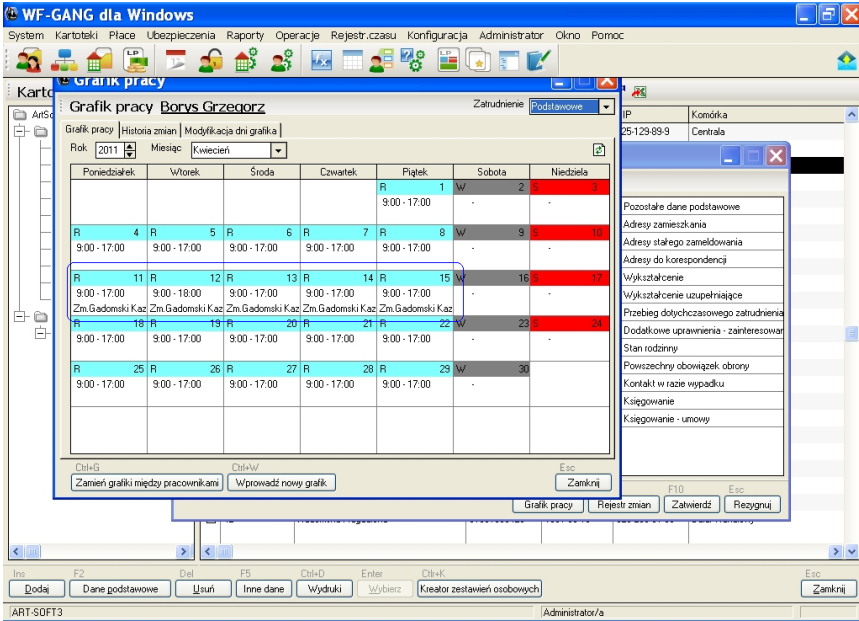 WF-GANG dla Windows
System Kartoteki Płace Ubezpieczenia Raporty Operacje Rejestr.czasu Konfiguracja Administrator Okno Pomoc
Grafik pracy
Grafik pracy Borys Grzegorz
Zatrudnienie Podstawowe
Grafik pracy Historia zmian Modyfikacja dni grafika
Rok 2011 Miesiąc Kwiecień
Poniedziałek Wtorek Środa Czwartek Piątek Sobota Niedziela
R 1 W 2 S 3
9:00 - 17:00 - -
R 4 R 5 R 6 R 7 R 8 W 9 S 10
9:00 - 17:00 9:00 - 17:00 9:00 - 17:00 9:00 - 17:00 9:00 - 17:00 - -
R 11 R 12 R 13 R 14 R 15 W 16 S 17
9:00 - 17:00 9:00 - 18:00 9:00 - 17:00 9:00 - 17:00 9:00 - 17:00 - -
Zm.Gadomski Kaz Zm.Gadomski Kaz Zm.Gadomski Kaz Zm.Gadomski Kaz Zm.Gadomski Kaz
R 18 R 19 R 20 R 21 R 22 W 23 S 24
9:00 - 17:00 9:00 - 17:00 9:00 - 17:00 9:00 - 17:00 9:00 - 17:00 - -
R 25 R 26 R 27 R 28 R 29 W 30
9:00 - 17:00 9:00 - 17:00 9:00 - 17:00 9:00 - 17:00 9:00 - 17:00 -
Ctrl+G Ctrl+W Esc
Zamień grafiki między pracownikami Wprowadź nowy grafik Zamknij
Komórka
25-129-89-9 Centrala
Pozostałe dane podstawowe
Adresy zamieszkania
Adresy stałego zameldowania
Adresy do korespondencji
Wykształcenie
Wykształcenie uzupełniające
Przebieg dotychczasowego zatrudnienia
Dodatkowe uprawnienia - zainteresowar
Stan rodzinny
Powszechny obowiązek obrony
Kontakt w razie wypadku
Księgowanie
Księgowanie - umowy
F10 Esc
Grafik pracy Rejestr zmian Zatwierdź Rezygnuj
Ins F2 Del F5 Ctrl+D Enter Ctlr+K Esc
Dodaj Dane podstawowe Usuń Inne dane Wydruki Wybierz Kreator zestawień osobowych Zamknij
ART-SOFT3 Administrator/a